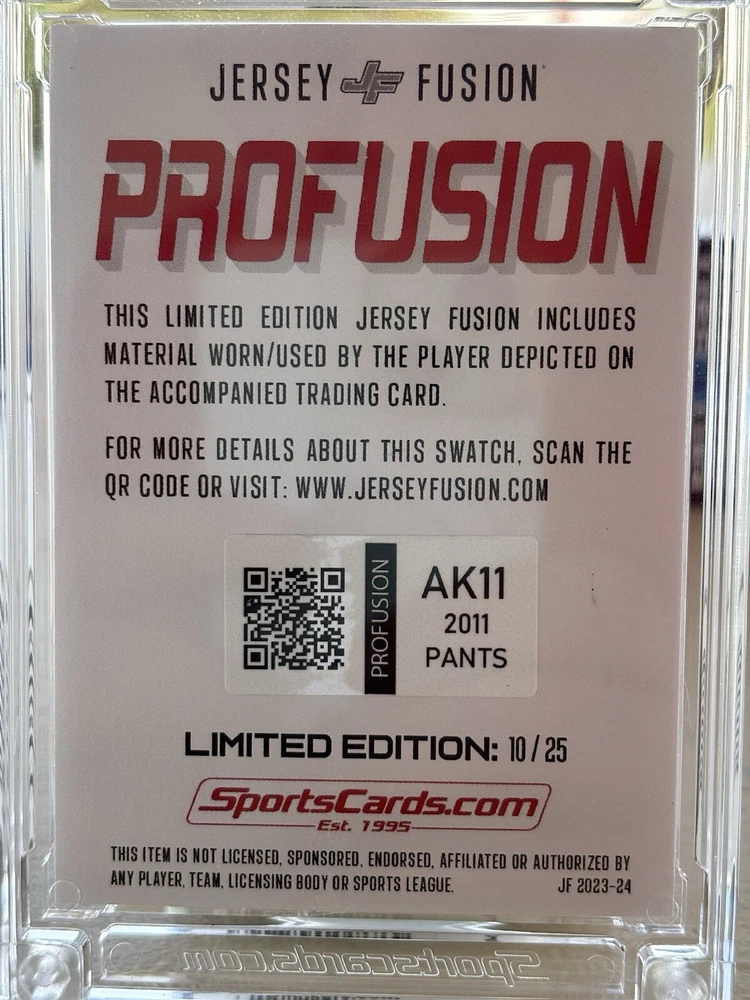 JERSEY JF FUSION
PROFUSION
THIS LIMITED EDITION JERSEY FUSION INCLUDES
MATERIAL WORN/USED BY THE PLAYER DEPICTED ON
THE ACCOMPANIED TRADING CARD.
FOR MORE DETAILS ABOUT THIS SWATCH, SCAN THE
QR CODE OR VISIT: WWW.JERSEYFUSION.COM
PROFUSION
AK11
2011
PANTS
LIMITED EDITION: 10/25
SportsCards.com
Est. 1995
THIS ITEM IS NOT LICENSED, SPONSORED, ENDORSED, AFFILIATED OR AUTHORIZED BY
ANY PLAYER, TEAM, LICENSING BODY OR SPORTS LEAGUE. JF 2023-24
Sportscards.com